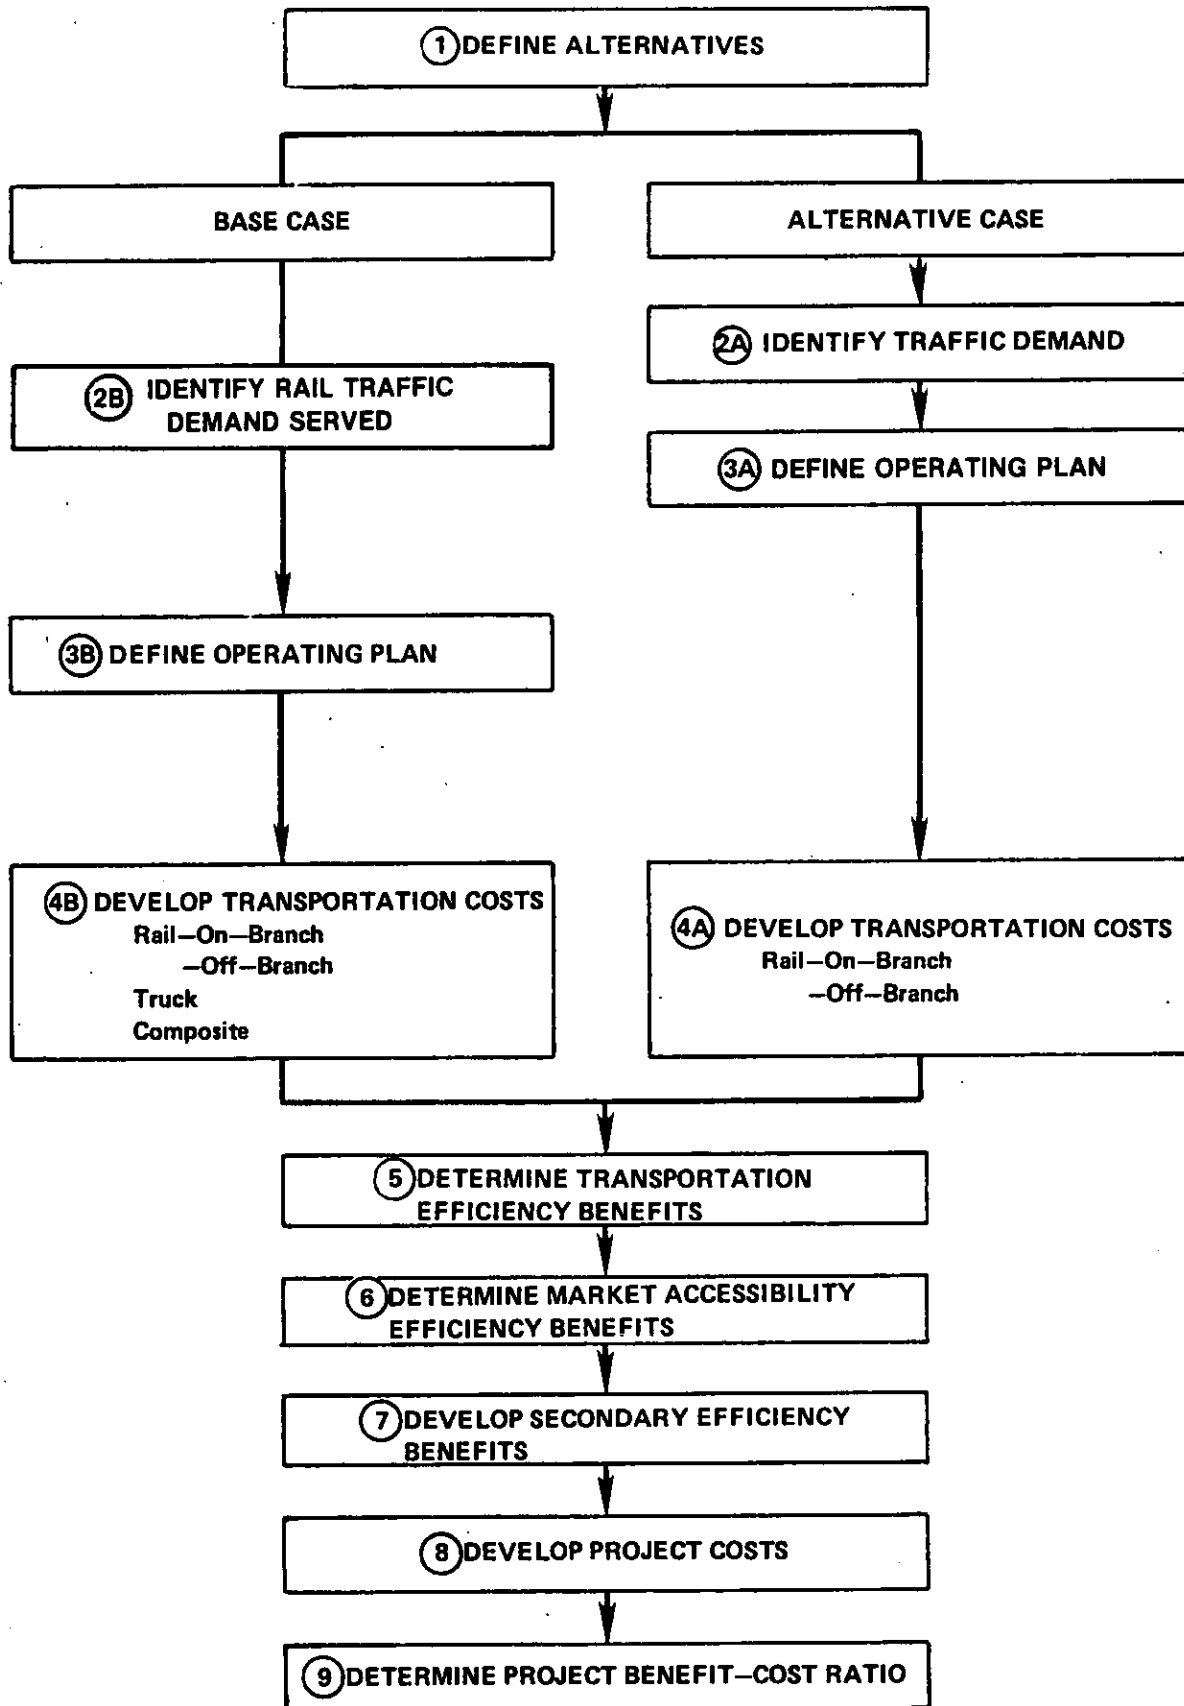 1 DEFINE ALTERNATIVES
BASE CASE
ALTERNATIVE CASE
2A IDENTIFY TRAFFIC DEMAND
2B IDENTIFY RAIL TRAFFIC
DEMAND SERVED
3A DEFINE OPERATING PLAN
3B DEFINE OPERATING PLAN
4B DEVELOP TRANSPORTATION COSTS
Rail—On—Branch
—Off—Branch
Truck
Composite
4A DEVELOP TRANSPORTATION COSTS
Rail—On—Branch
—Off—Branch
5 DETERMINE TRANSPORTATION
EFFICIENCY BENEFITS
6 DETERMINE MARKET ACCESSIBILITY
EFFICIENCY BENEFITS
7 DEVELOP SECONDARY EFFICIENCY
BENEFITS
8 DEVELOP PROJECT COSTS
9 DETERMINE PROJECT BENEFIT—COST RATIO